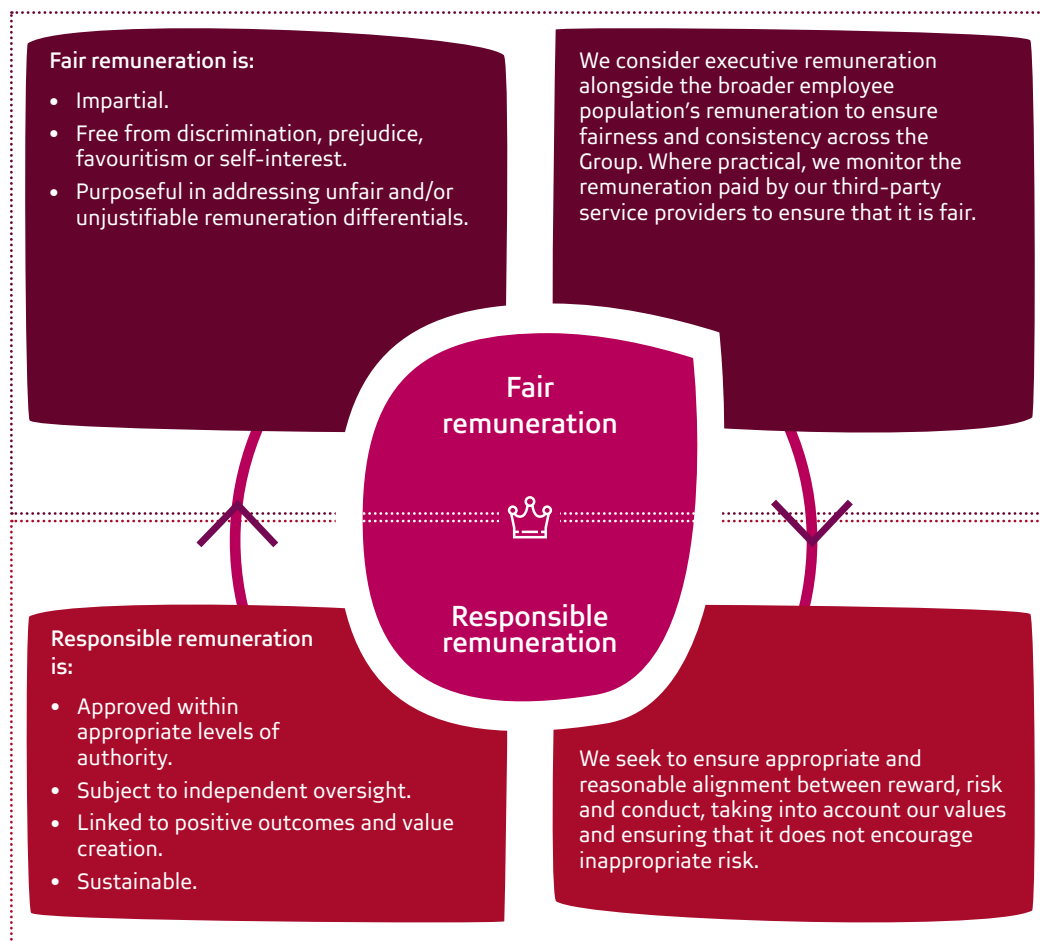 Fair remuneration is:
• Impartial.
• Free from discrimination, prejudice,
favouritism or self-interest.
• Purposeful in addressing unfair and/or
unjustifiable remuneration differentials.
We consider executive remuneration
alongside the broader employee
population's remuneration to ensure
fairness and consistency across the
Group. Where practical, we monitor the
remuneration paid by our third-party
service providers to ensure that it is fair.
Fair
remuneration
Responsible
remuneration
Responsible remuneration
is:
• Approved within
appropriate levels of
authority.
• Subject to independent oversight.
• Linked to positive outcomes and value
creation.
• Sustainable.
We seek to ensure appropriate and
reasonable alignment between reward, risk
and conduct, taking into account our values
and ensuring that it does not encourage
inappropriate risk.